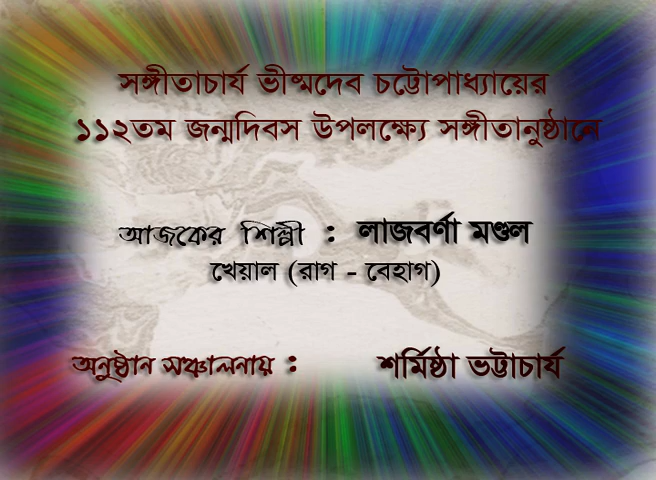 সঙ্গীতাচার্য ভীষ্মদেব চট্টোপাধ্যায়ের
১১২তম জন্মদিবস উপলক্ষ্যে সঙ্গীতানুষ্ঠানে
আজকের শিল্পী : লাজবর্ণা মণ্ডল
খেয়াল (রাগ - বেহাগ)
অনুষ্ঠান সঞ্চালনায় : শর্মিষ্ঠা ভট্টাচার্য